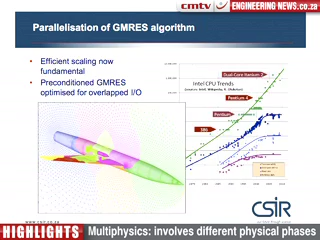 cmtv
ENGINEERING NEWS.co.za
Parallelisation of GMRES algorithm
• Efficient scaling now
fundamental
• Preconditioned GMRES
optimised for overlapped I/O
Intel CPU Trends
Dual-Core Itanium 2
Pentium 4
Pentium
386
CSIR
HIGHLIGHTS
Multiphysics: involves different physical phases